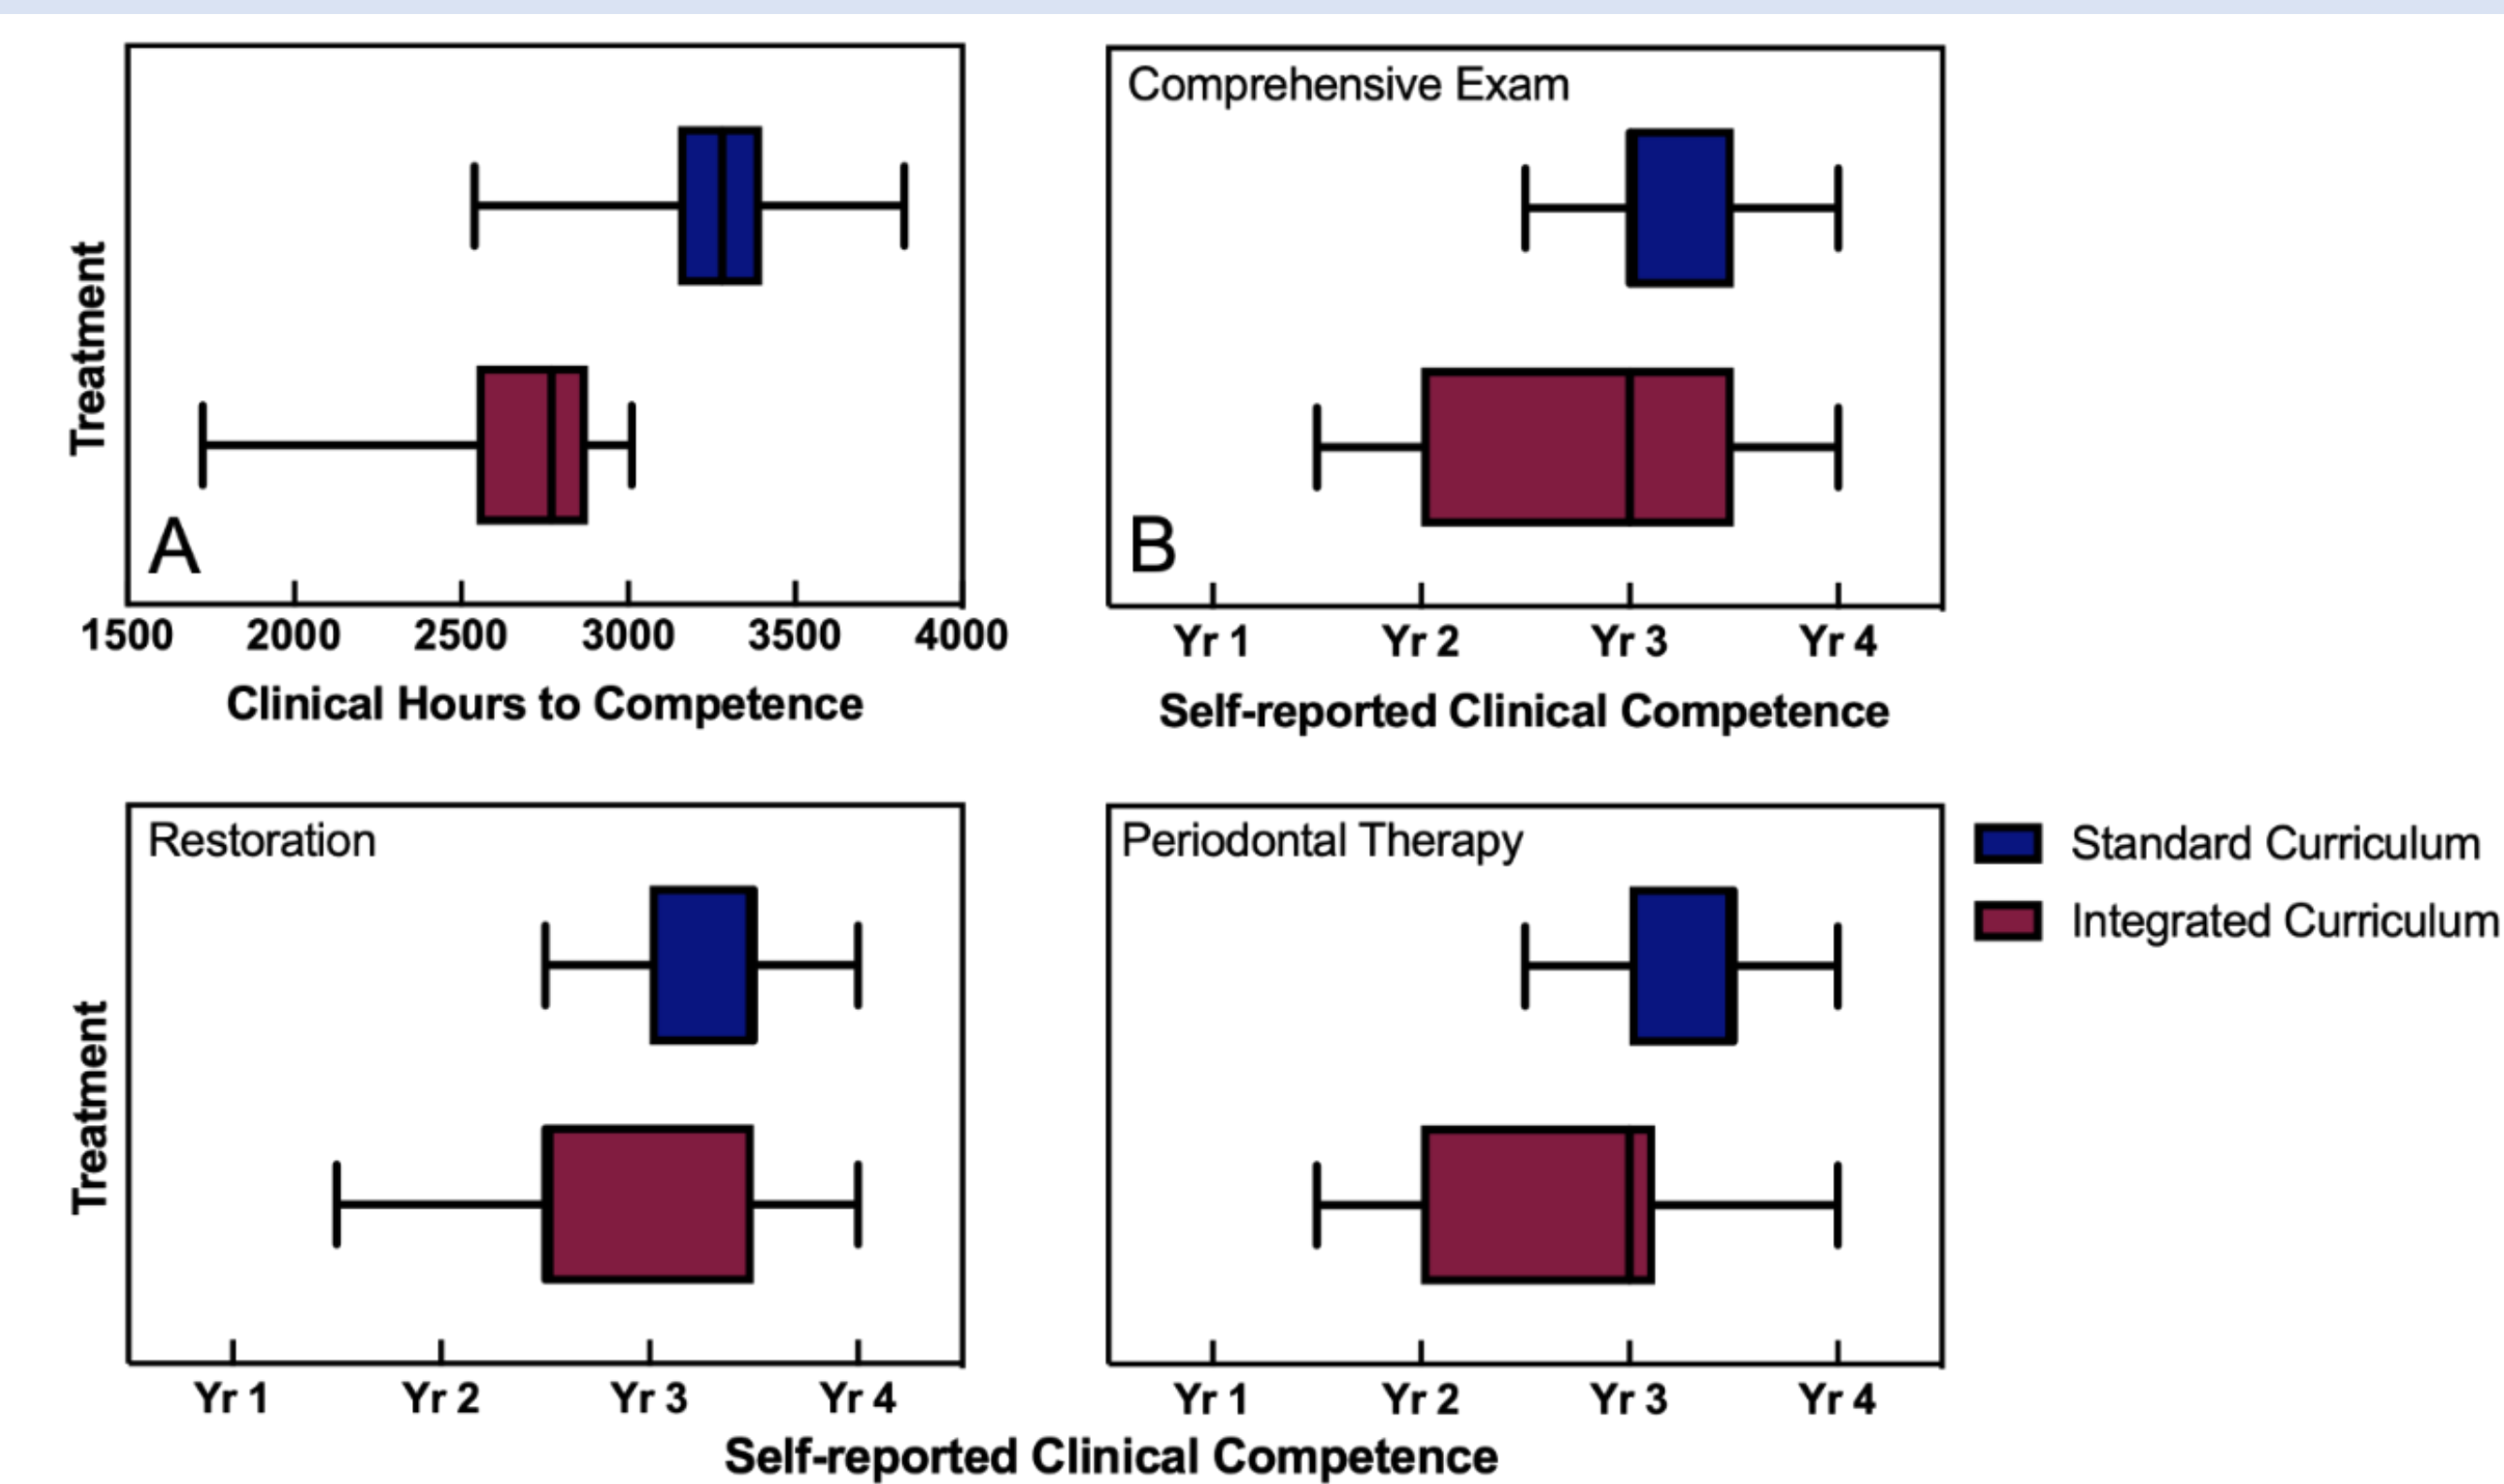 Treatment
A
1500 2000 2500 3000 3500 4000
Clinical Hours to Competence
Comprehensive Exam
B
Yr 1 Yr 2 Yr 3 Yr 4
Self-reported Clinical Competence
Treatment
Restoration
Yr 1 Yr 2 Yr 3 Yr 4
Periodontal Therapy
Yr 1 Yr 2 Yr 3 Yr 4
Self-reported Clinical Competence
Standard Curriculum
Integrated Curriculum